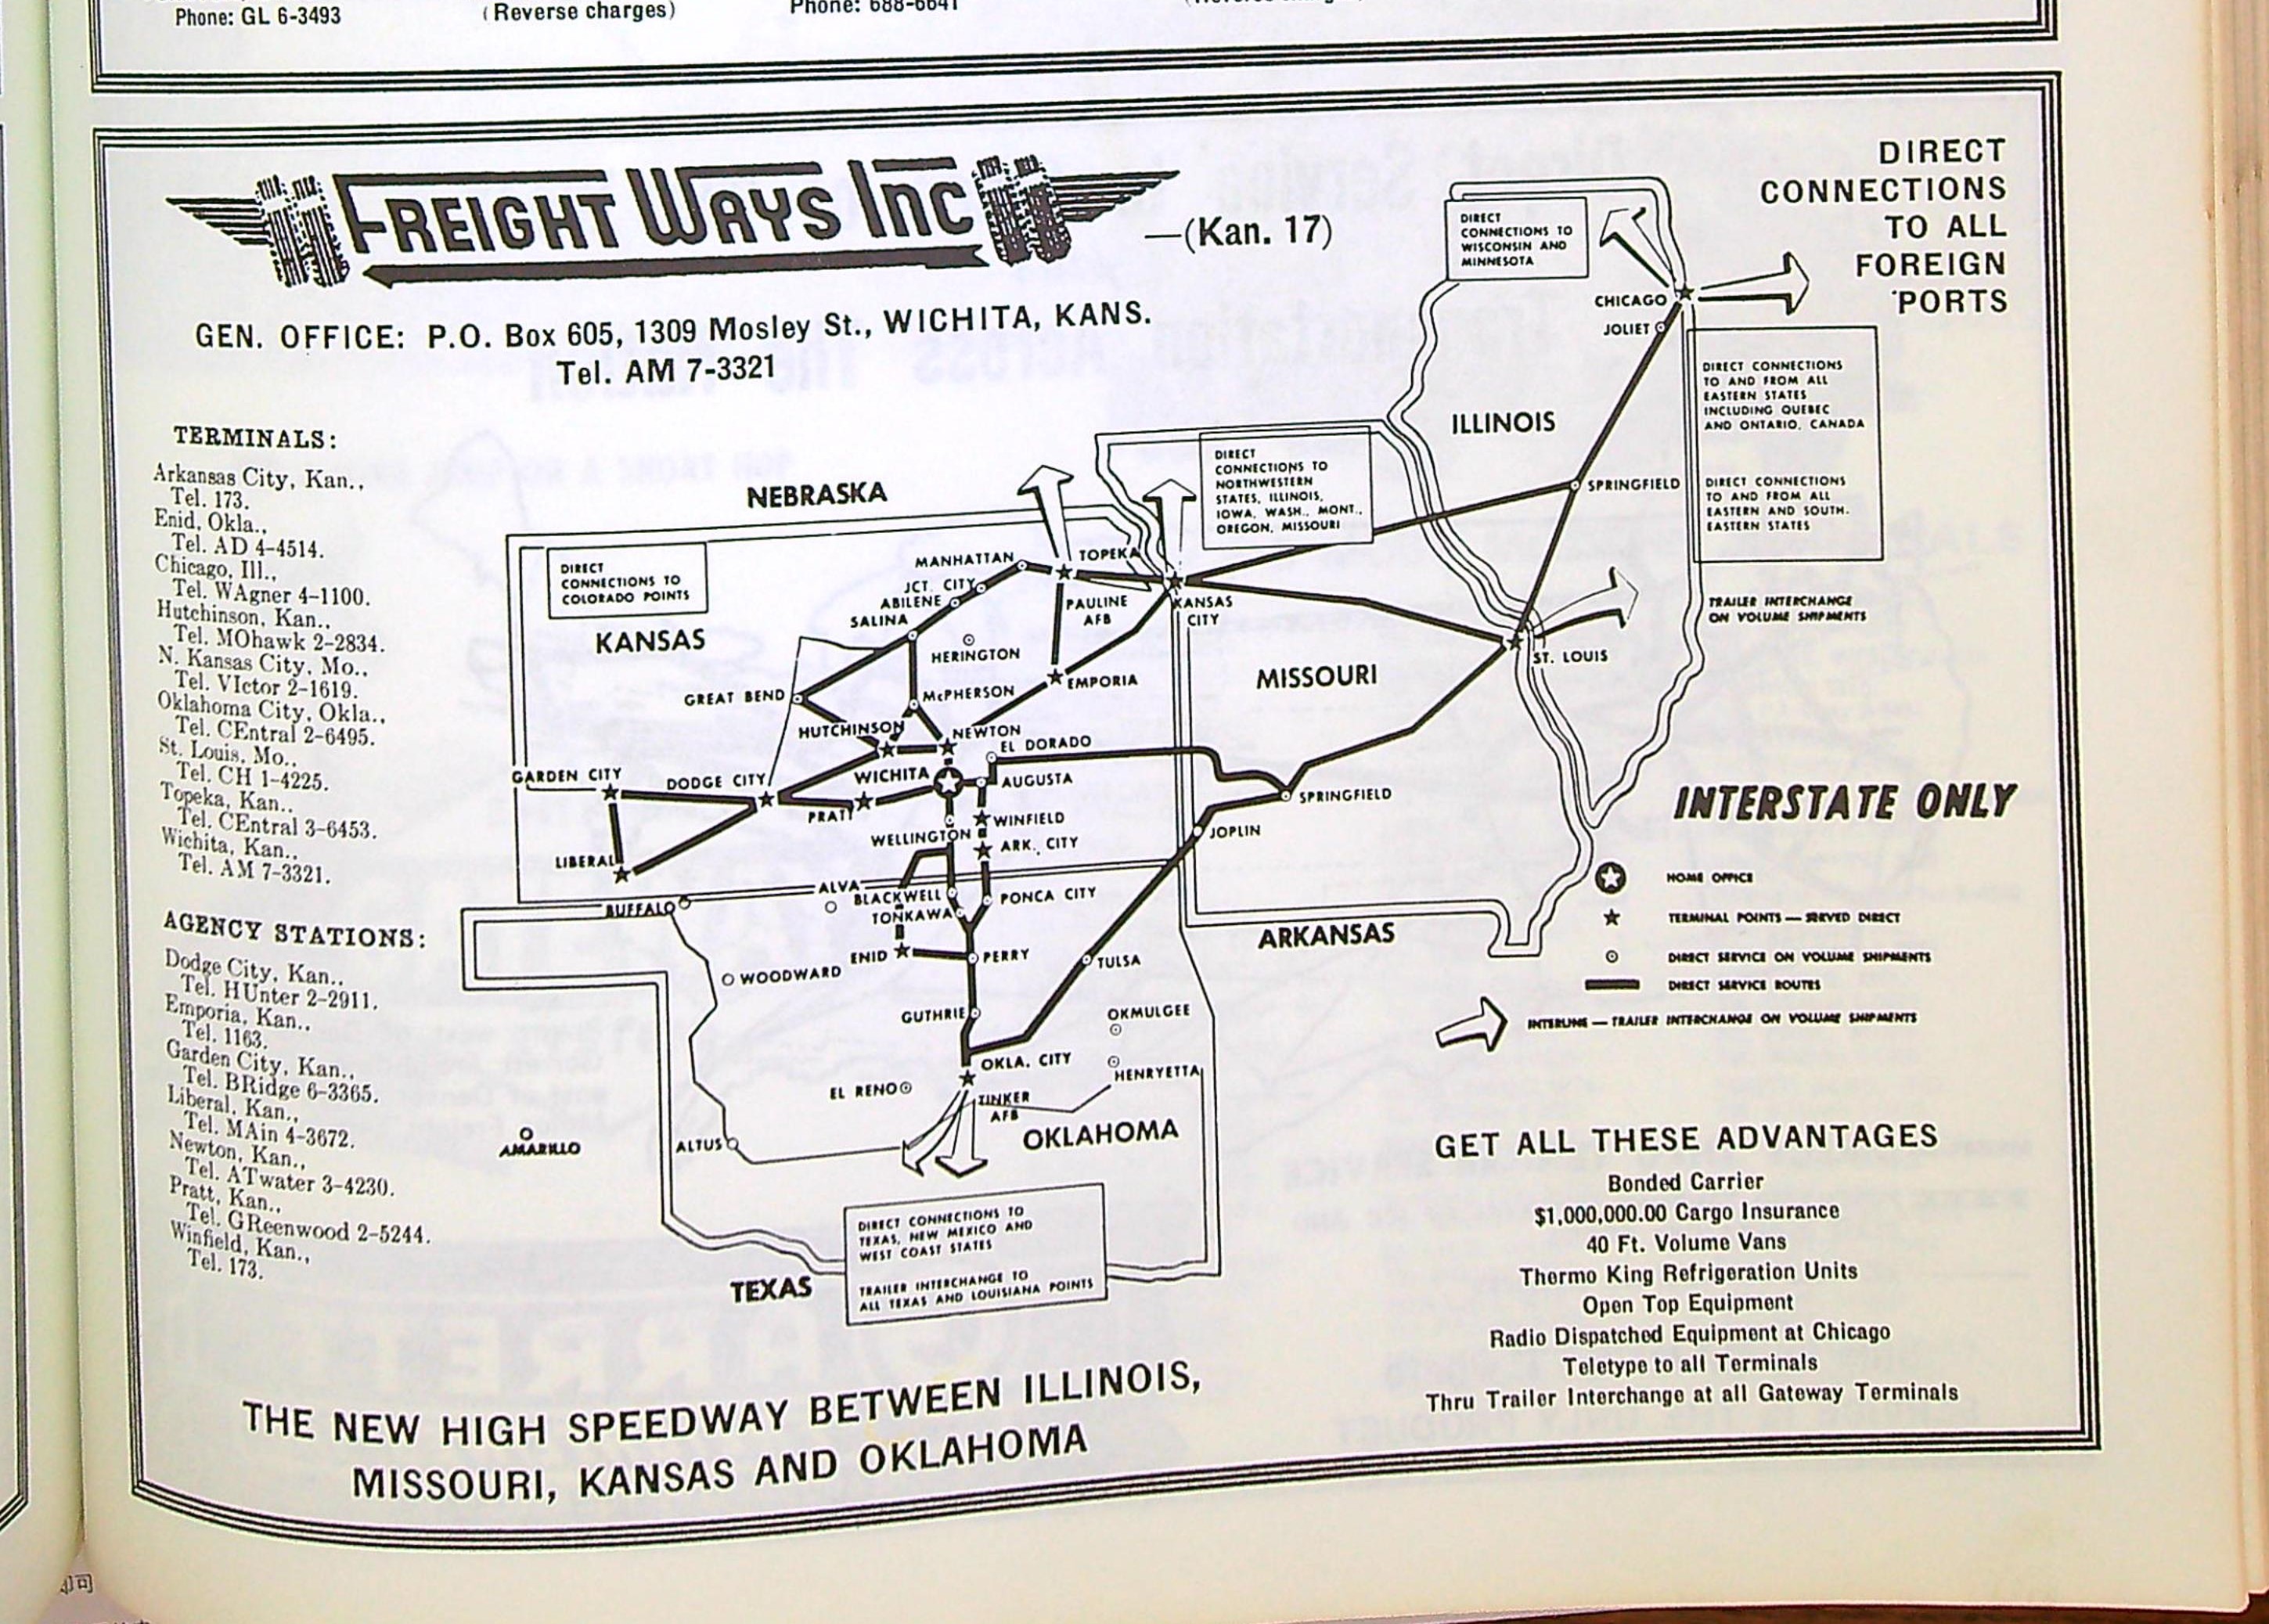 Phone: GL 6-3493
(Reverse charges)
Phone: 688-6641
FREIGHT WAYS INC
—(Kan. 17)
GEN. OFFICE: P.O. Box 605, 1309 Mosley St., WICHITA, KANS.
Tel. AM 7-3321
TERMINALS:
Arkansas City, Kan.,
Tel. 173.
Enid, Okla.,
Tel. AD 4-4514.
Chicago, Ill.,
Tel. WAgner 4-1100.
Hutchinson, Kan.,
Tel. MOhawk 2-2834.
N. Kansas City, Mo.,
Tel. VIctor 2-1619.
Oklahoma City, Okla.,
Tel. CEntral 2-6495.
St. Louis, Mo.,
Tel. CH 1-4225.
Topeka, Kan.,
Tel. CEntral 3-6453.
Wichita, Kan.,
Tel. AM 7-3321.
AGENCY STATIONS:
Dodge City, Kan.,
Tel. HUnter 2-2911.
Emporia, Kan.,
Tel. 1163.
Garden City, Kan.,
Tel. BRidge 6-3365.
Liberal, Kan.,
Tel. MAin 4-3672.
Newton, Kan.,
Tel. ATwater 3-4230.
Pratt, Kan.,
Tel. GReenwood 2-5244.
Winfield, Kan.,
Tel. 173.
DIRECT
CONNECTIONS
TO ALL
FOREIGN
PORTS
DIRECT
CONNECTIONS TO
WISCONSIN AND
MINNESOTA
CHICAGO
JOLIET
DIRECT CONNECTIONS
TO AND FROM ALL
EASTERN STATES
INCLUDING QUEBEC
AND ONTARIO, CANADA
DIRECT CONNECTIONS
TO AND FROM ALL
EASTERN AND SOUTH.
EASTERN STATES
TRAILER INTERCHANGE
ON VOLUME SHIPMENTS
ILLINOIS
SPRINGFIELD
DIRECT
CONNECTIONS TO
NORTHWESTERN
STATES, ILLINOIS,
IOWA, WASH., MONT.,
OREGON, MISSOURI
NEBRASKA
DIRECT
CONNECTIONS TO
COLORADO POINTS
KANSAS
MANHATTAN
TOPEKA
JCT. CITY
ABILENE
SALINA
PAULINE
AFB
KANSAS
CITY
HERINGTON
ST. LOUIS
MISSOURI
GREAT BEND
McPHERSON
EMPORIA
HUTCHINSON
NEWTON
EL DORADO
GARDEN CITY
DODGE CITY
WICHITA
AUGUSTA
SPRINGFIELD
PRATT
WINFIELD
WELLINGTON
JOPLIN
ARK. CITY
LIBERAL
ALVA
BLACKWELL
PONCA CITY
BUFFALO
TONKAWA
ARKANSAS
ENID
PERRY
TULSA
WOODWARD
GUTHRIE
OKMULGEE
OKLA. CITY
HENRYETTA
EL RENO
TINKER
AFB
OKLAHOMA
AMARILLO
ALTUS
DIRECT CONNECTIONS TO
TEXAS, NEW MEXICO AND
WEST COAST STATES
TRAILER INTERCHANGE TO
ALL TEXAS AND LOUISIANA POINTS
TEXAS
INTERSTATE ONLY
HOME OFFICE
TERMINAL POINTS — SERVED DIRECT
DIRECT SERVICE ON VOLUME SHIPMENTS
DIRECT SERVICE ROUTES
INTERLINE — TRAILER INTERCHANGE ON VOLUME SHIPMENTS
GET ALL THESE ADVANTAGES
Bonded Carrier
$1,000,000.00 Cargo Insurance
40 Ft. Volume Vans
Thermo King Refrigeration Units
Open Top Equipment
Radio Dispatched Equipment at Chicago
Teletype to all Terminals
Thru Trailer Interchange at all Gateway Terminals
THE NEW HIGH SPEEDWAY BETWEEN ILLINOIS,
MISSOURI, KANSAS AND OKLAHOMA